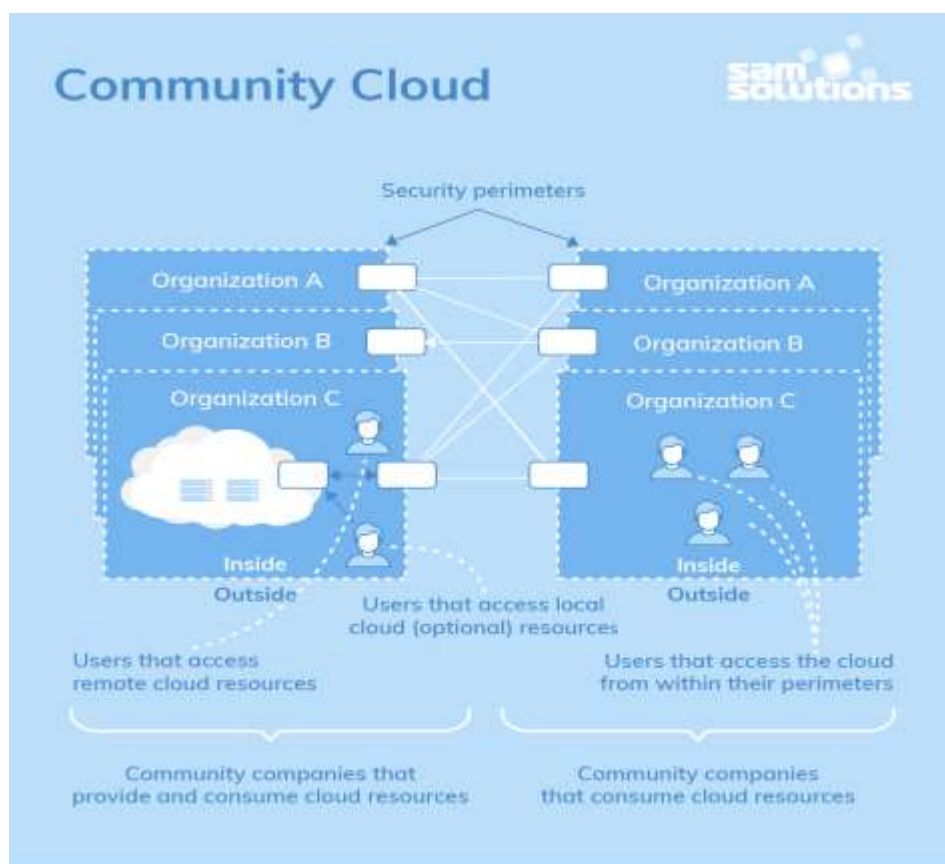 Community Cloud
sam
solutions
Security perimeters
Organization A
Organization A
Organization B
Organization B
Organization C
Organization C
Inside
Outside
Inside
Outside
Users that access local
cloud (optional) resources
Users that access
remote cloud resources
Users that access the cloud
from within their perimeters
Community companies that
provide and consume cloud resources
Community companies
that consume cloud resources